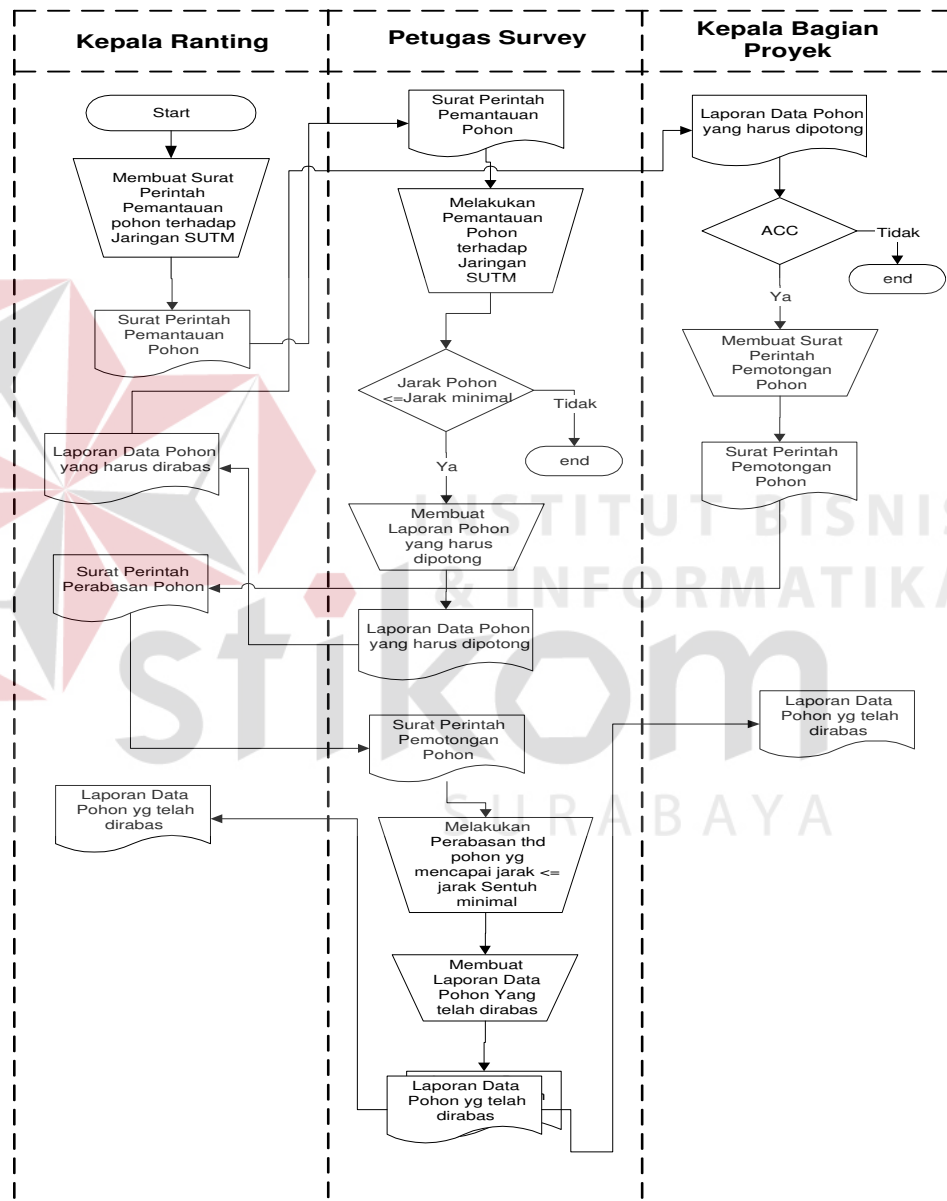 Kepala Ranting
Petugas Survey
Kepala Bagian
Proyek
Start
Membuat Surat
Perintah
Pemantauan
pohon terhadap
Jaringan SUTM
Surat Perintah
Pemantauan
Pohon
Laporan Data Pohon
yang harus dirabas
Surat Perintah
Perabasan Pohon
Laporan Data
Pohon yg telah
dirabas
Surat Perintah
Pemantauan
Pohon
Melakukan
Pemantauan
Pohon
terhadap
Jaringan
SUTM
Jarak Pohon
<=Jarak minimal
Tidak
end
Ya
Membuat
Laporan Pohon
yang harus
dipotong
Laporan Data Pohon
yang harus dipotong
Surat Perintah
Pemotongan
Pohon
Melakukan
Perabasan thd
pohon yg
mencapai jarak <=
jarak Sentuh
minimal
Membuat
Laporan Data
Pohon Yang
telah dirabas
Laporan Data
Pohon yg telah
dirabas
Laporan Data Pohon
yang harus dipotong
ACC
Tidak
end
Ya
Membuat Surat
Perintah
Pemotongan
Pohon
Surat Perintah
Pemotongan
Pohon
Laporan Data
Pohon yg telah
dirabas
INSTITUT BISNIS
& INFORMATIKA
stikom
SURABAYA